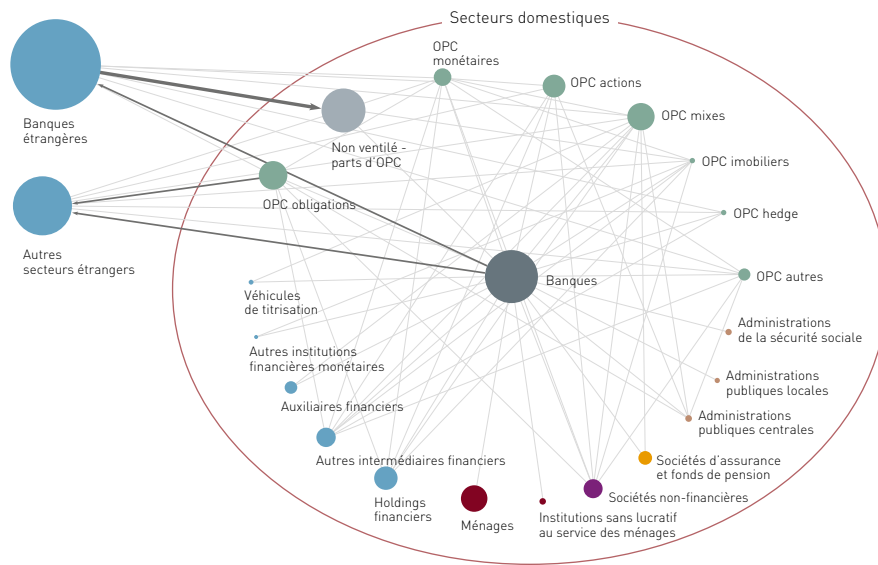 Secteurs domestiques
OPC
monétaires
OPC actions
OPC mixes
Banques
étrangères
Non ventilé -
parts d'OPC
OPC imobiliers
OPC obligations
OPC hedge
Autres
secteurs étrangers
Banques
OPC autres
Véhicules
de titrisation
Administrations
de la sécurité sociale
Autres institutions
financières monétaires
Administrations
publiques locales
Auxiliaires financiers
Administrations
publiques centrales
Autres intermédiaires financiers
Sociétés d'assurance
et fonds de pension
Holdings
financiers
Sociétés non-financières
Ménages
Institutions sans lucratif
au service des ménages